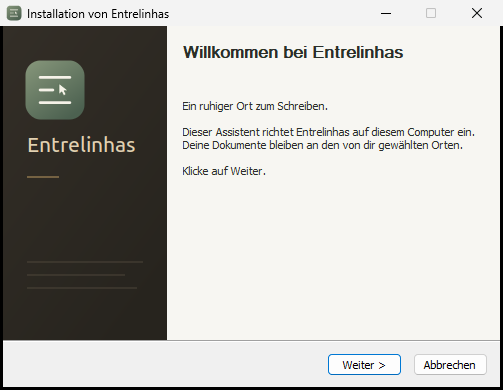 Installation von Entrelinhas
Entrelinhas
Willkommen bei Entrelinhas
Ein ruhiger Ort zum Schreiben.
Dieser Assistent richtet Entrelinhas auf diesem Computer ein.
Deine Dokumente bleiben an den von dir gewählten Orten.
Klicke auf Weiter.
Weiter >
Abbrechen